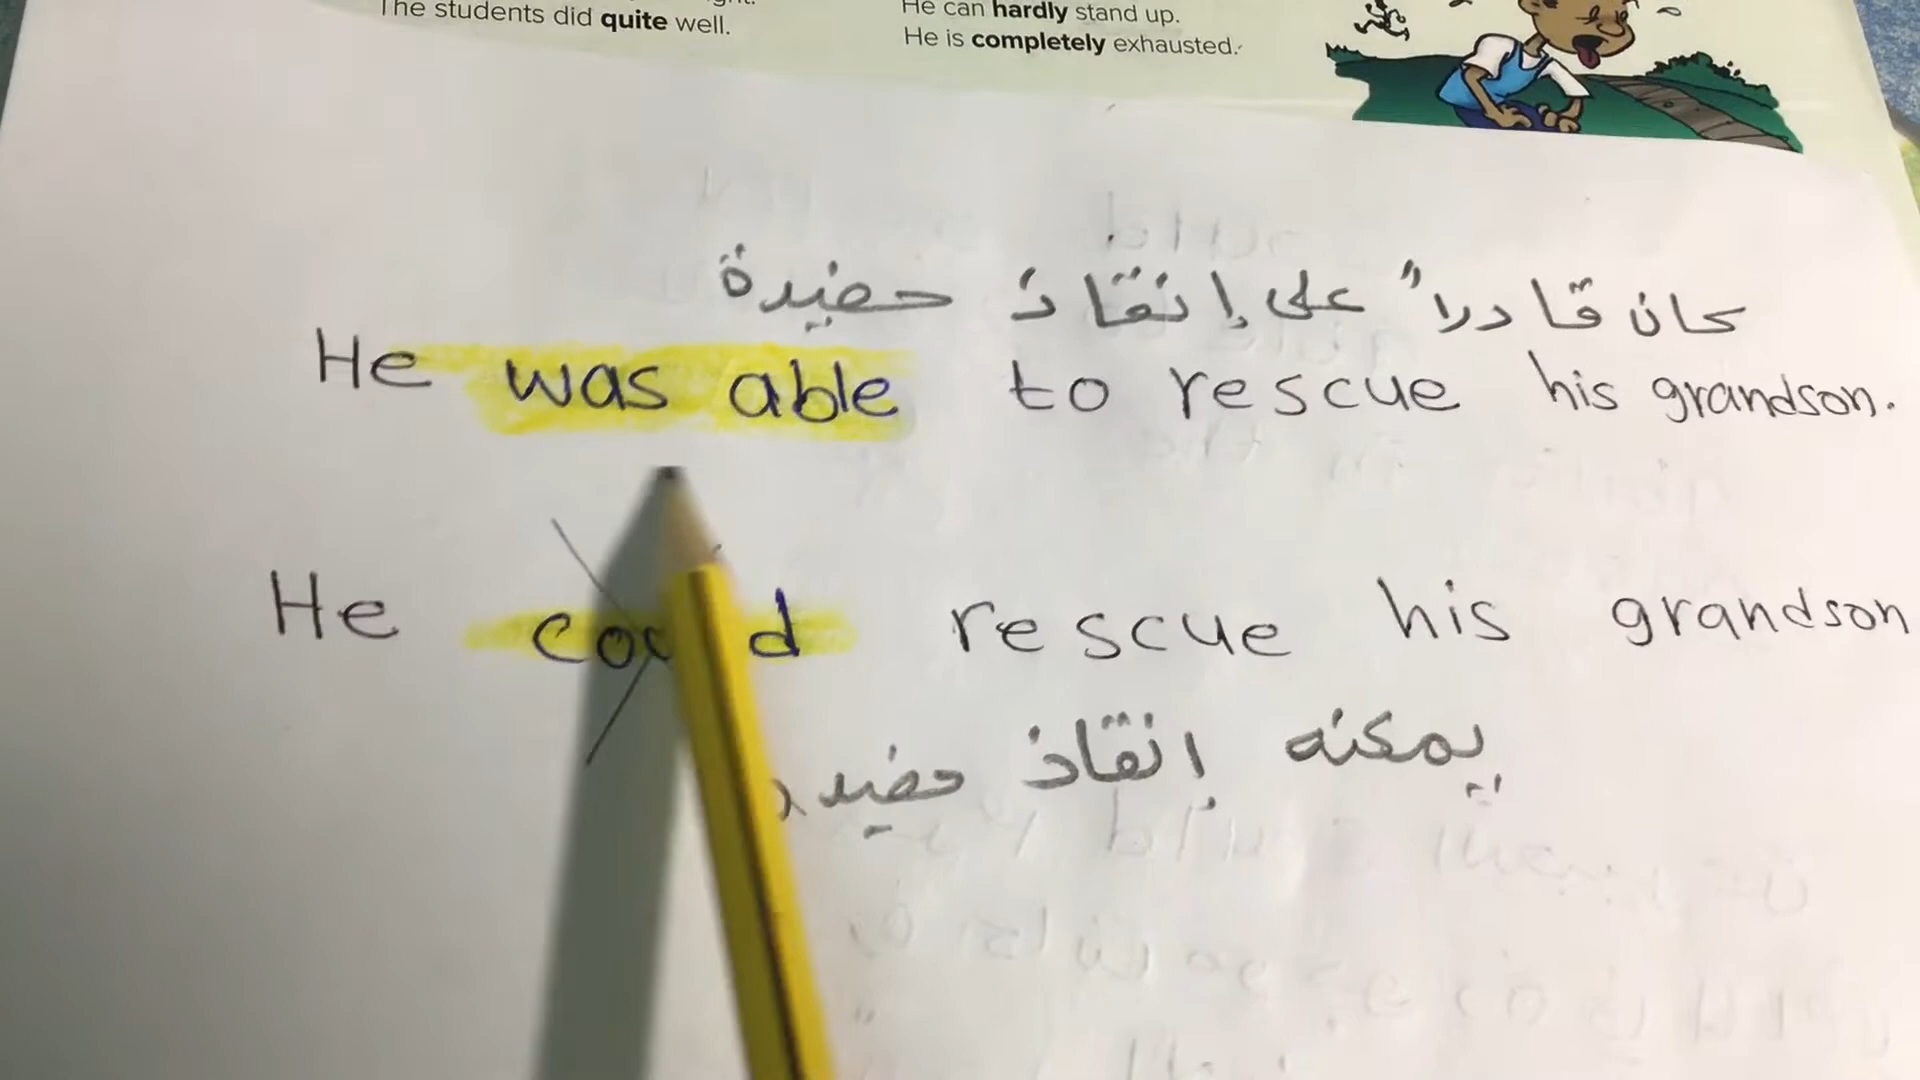 The students did quite well.
He can hardly stand up.
He is completely exhausted.
كان قادراً على إنقاذ حفيدة
He was able to rescue his grandson.
He could rescue his grandson
يمكنه إنقاذ